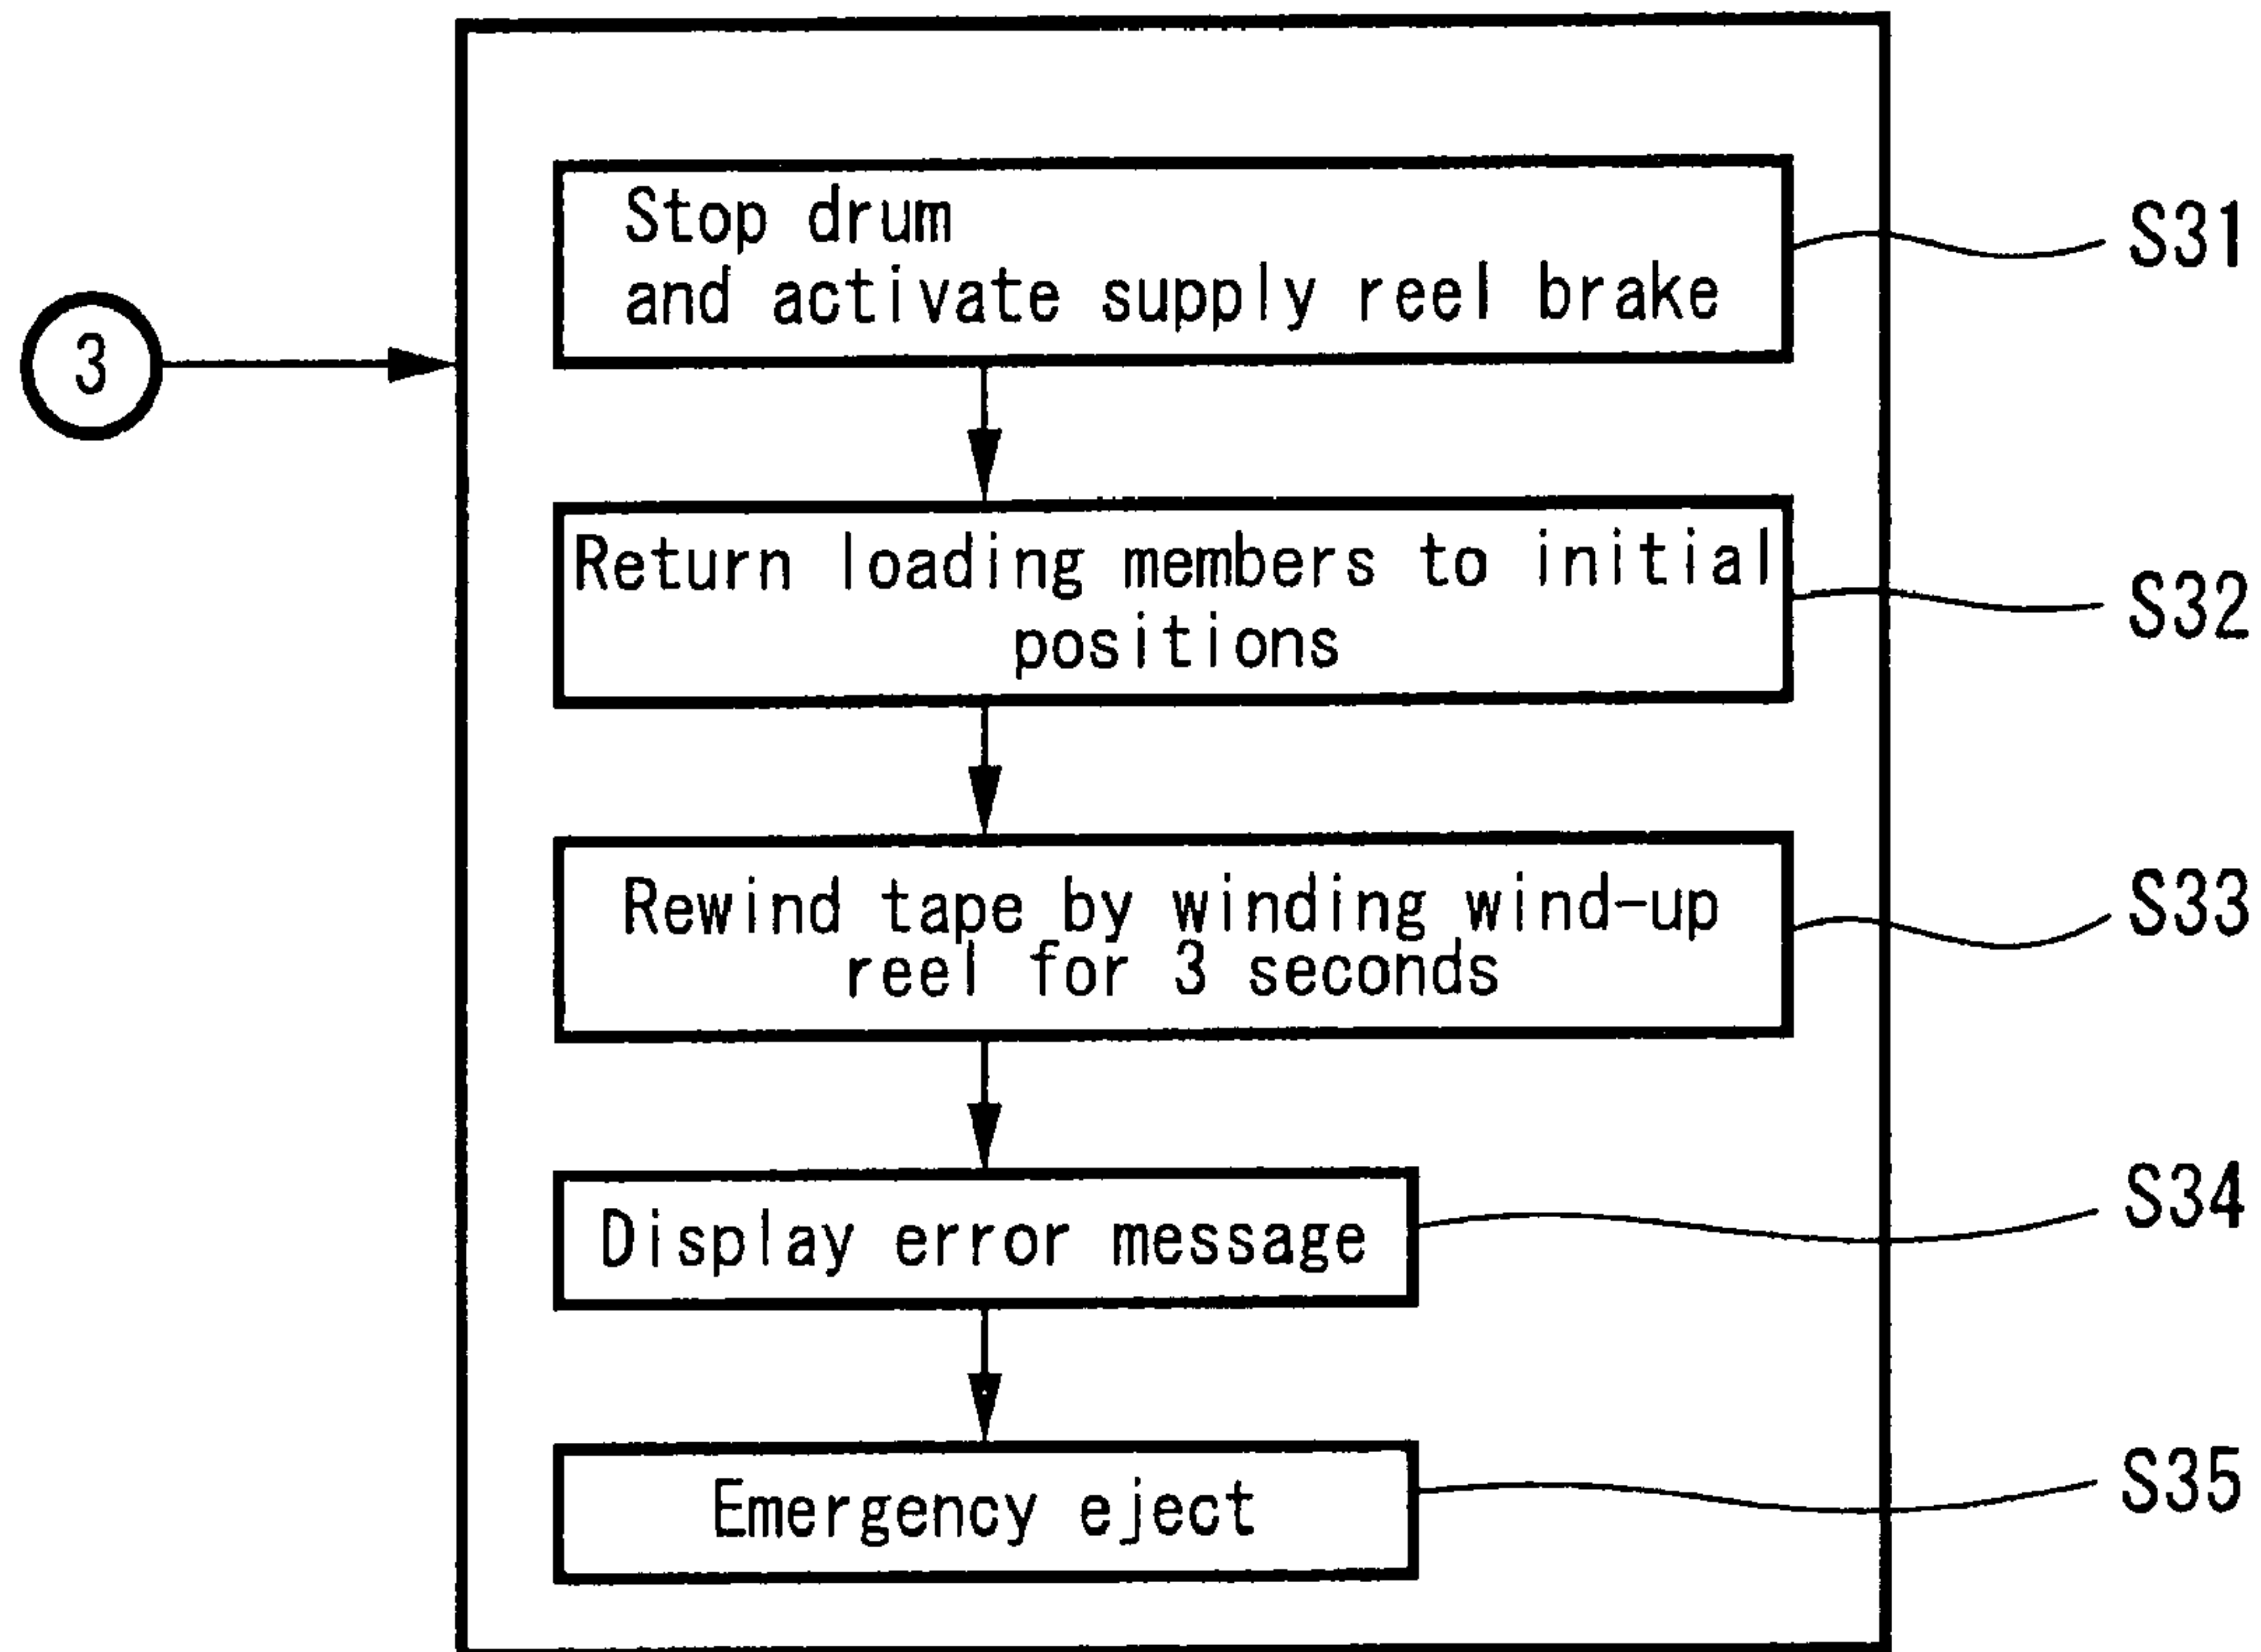 Stop drum
and activate supply reel brake
S31
3
Return loading members to initial
positions
S32
Rewind tape by winding wind-up
reel for 3 seconds
S33
Display error message
S34
Emergency eject
S35